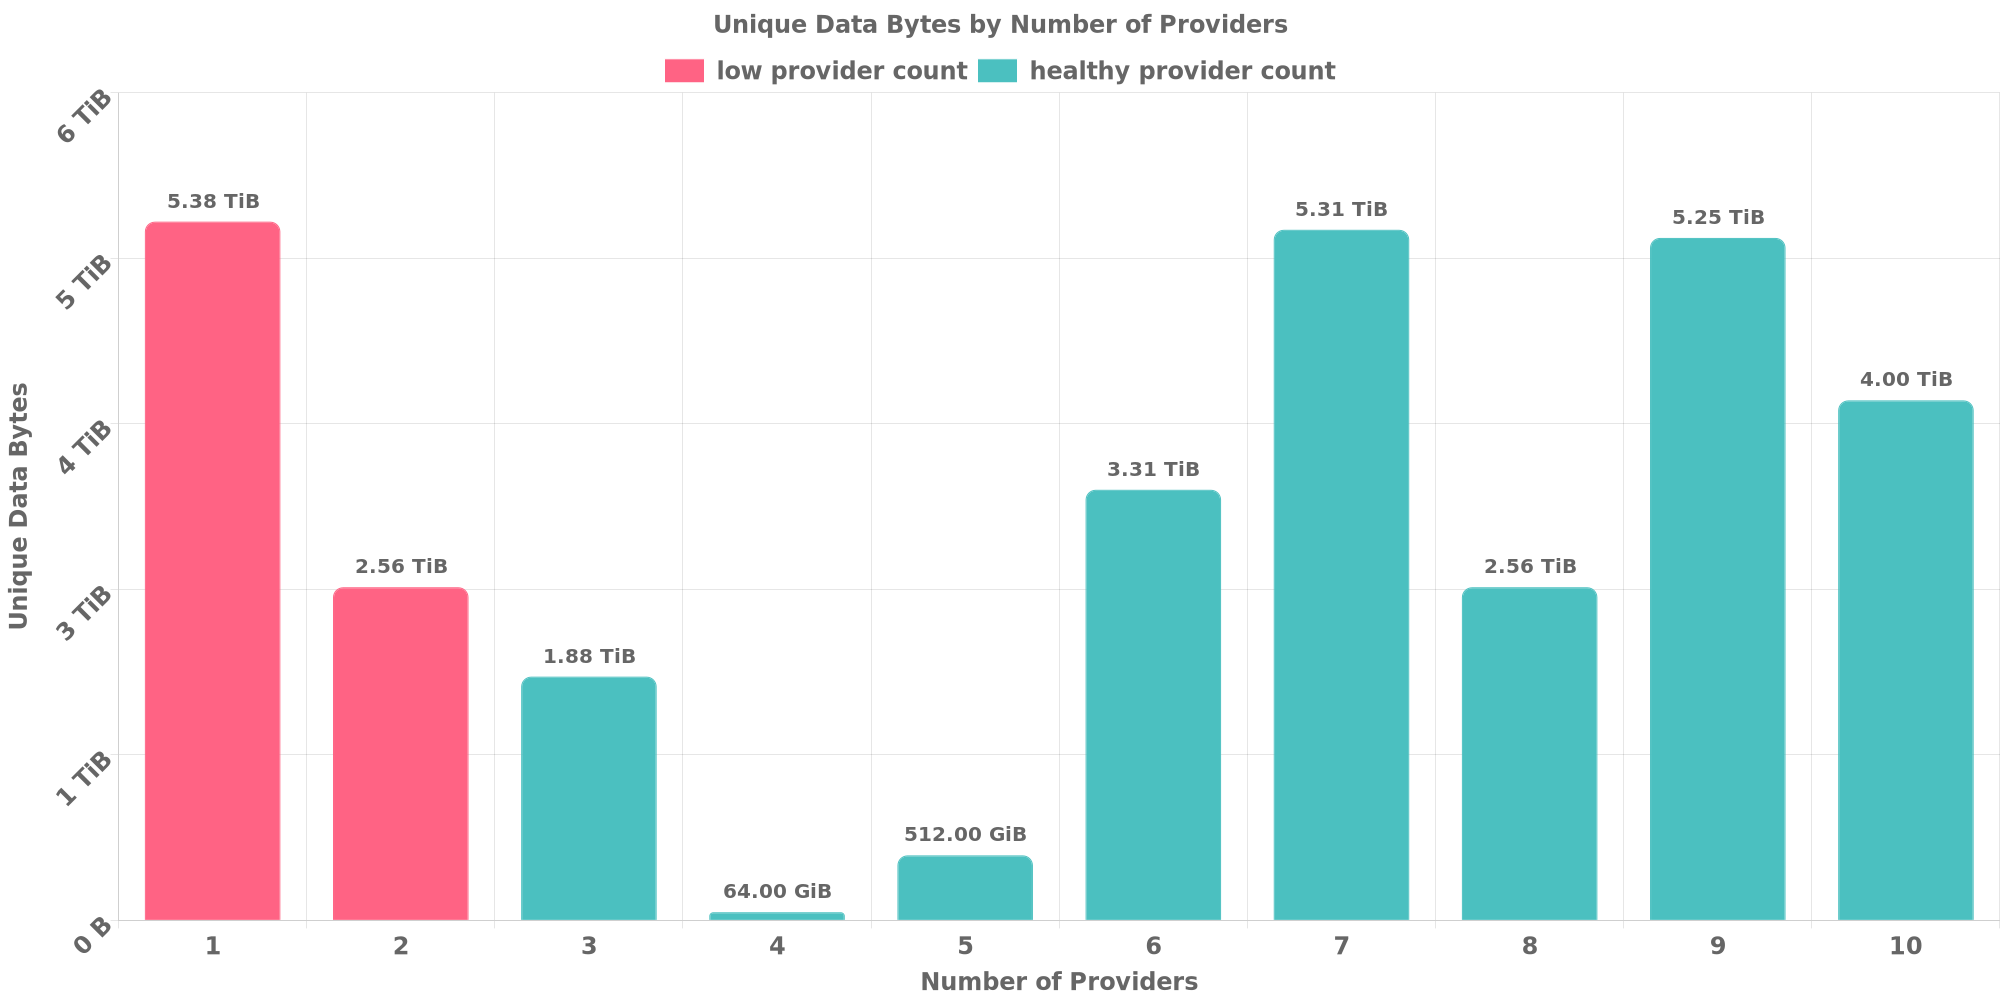 Unique Data Bytes by Number of Providers
low provider count healthy provider count
6 TiB
5 TiB
4 TiB
3 TiB
1 TiB
0 B
Unique Data Bytes
5.38 TiB
2.56 TiB
1.88 TiB
64.00 GiB
512.00 GiB
3.31 TiB
5.31 TiB
2.56 TiB
5.25 TiB
4.00 TiB
1 2 3 4 5 6 7 8 9 10
Number of Providers